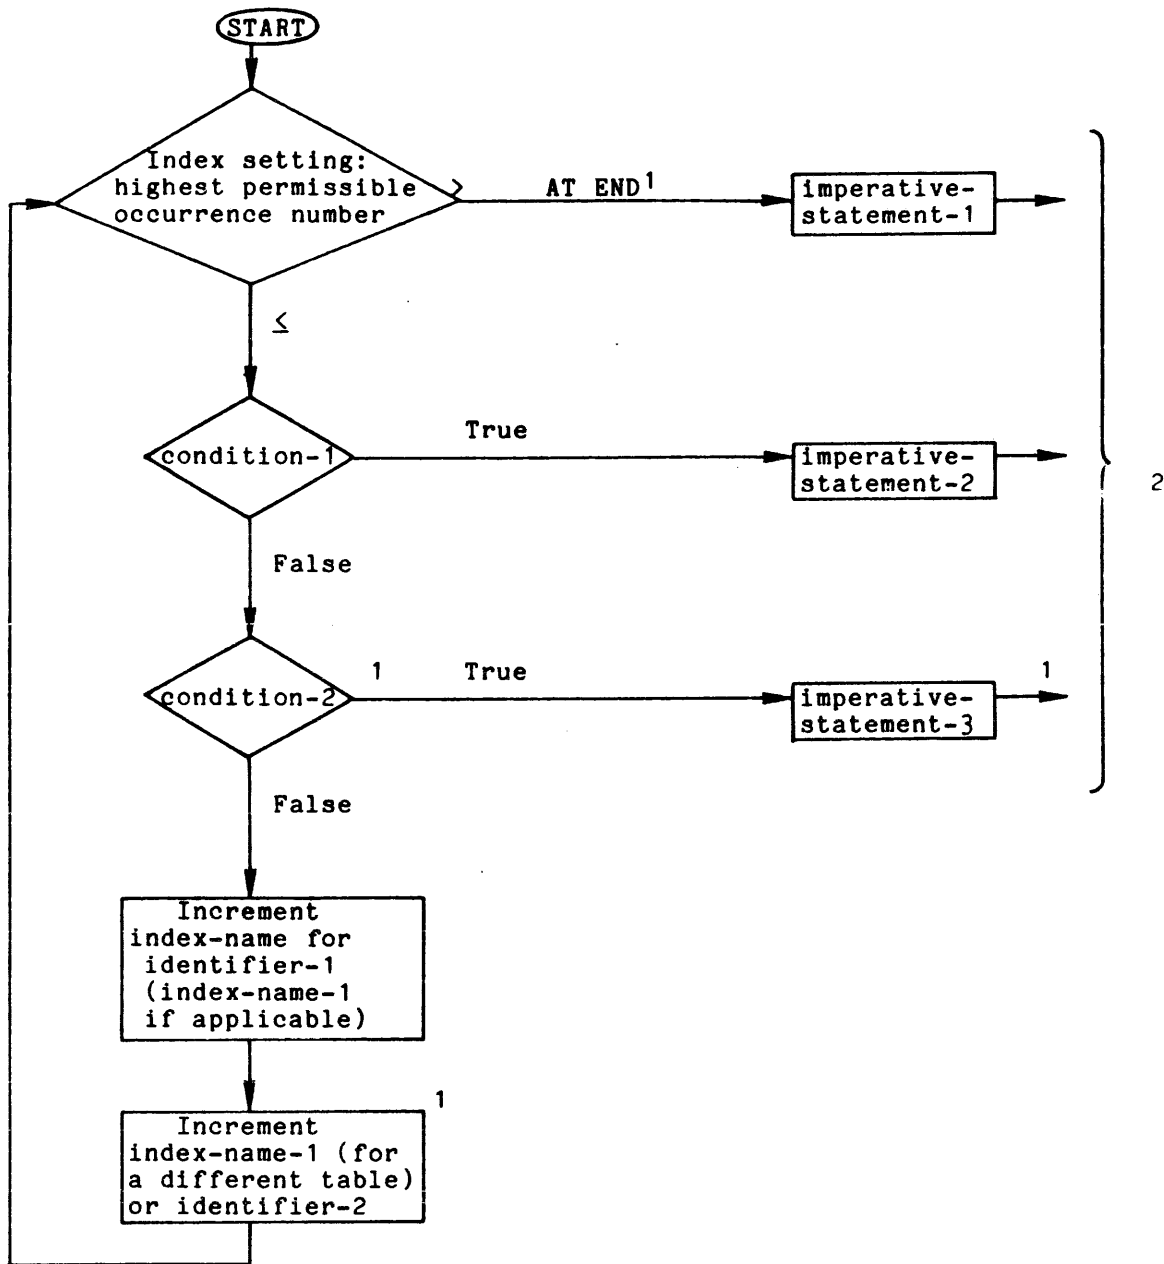 START
Index setting:
highest permissible
occurrence number
>
AT END1
imperative-
statement-1
≤
condition-1
True
imperative-
statement-2
2
False
condition-2
1
True
imperative-
statement-3
1
False
Increment
index-name for
identifier-1
(index-name-1
if applicable)
1
Increment
index-name-1 (for
a different table)
or identifier-2